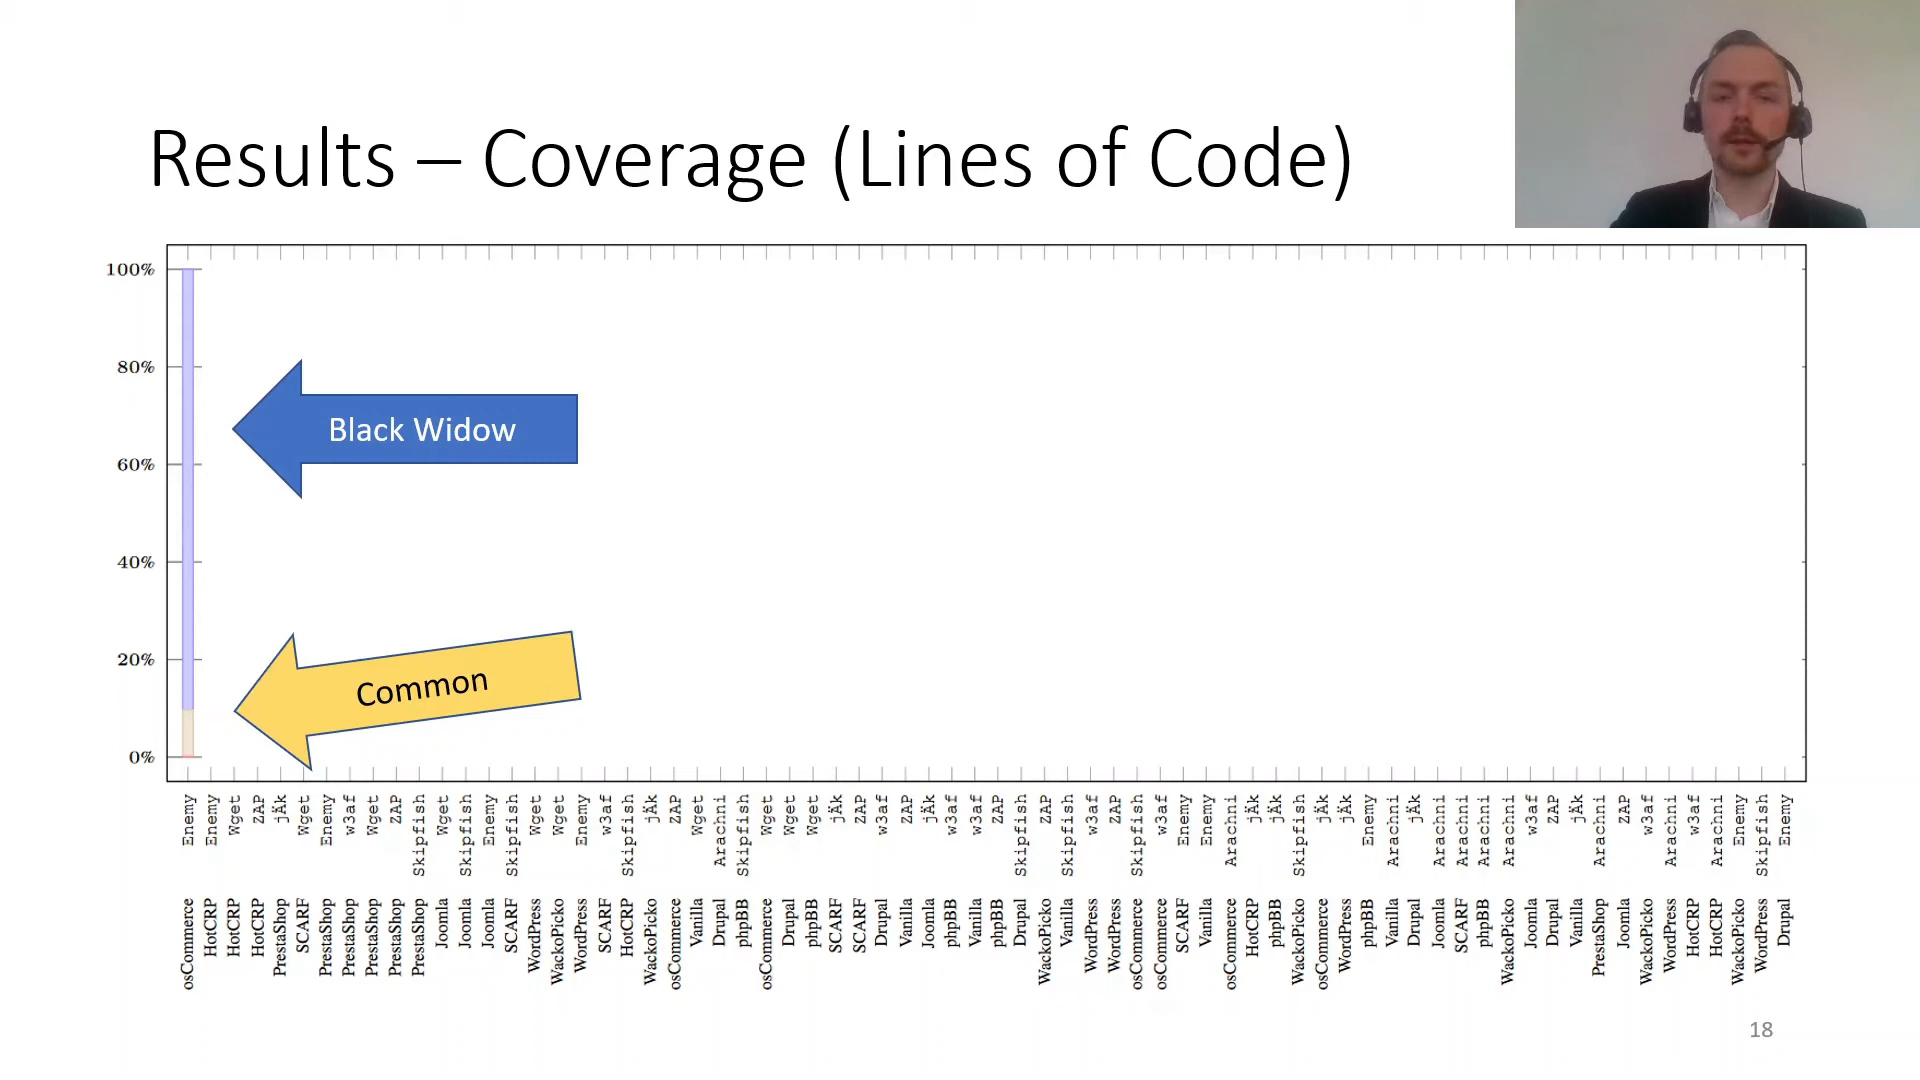 Results – Coverage (Lines of Code)
100%
80%
60%
40%
20%
0%
Black Widow
Common
Enemy Enemy Wget ZAP jÄk Wget Enemy w3af Wget ZAP Skipfish Wget Skipfish Enemy Skipfish Wget Wget Enemy w3af Skipfish jÄk ZAP Wget Arachni Skipfish Wget Wget Wget jÄk ZAP w3af ZAP jÄk w3af w3af ZAP Skipfish ZAP Skipfish w3af ZAP Skipfish w3af Enemy Enemy Arachni jÄk jÄk Skipfish jÄk jÄk Enemy Arachni jÄk Arachni Arachni Arachni Arachni w3af ZAP jÄk Arachni ZAP w3af Arachni w3af Arachni Enemy Skipfish Enemy
osCommerce HotCRP HotCRP HotCRP PrestaShop SCARF PrestaShop PrestaShop PrestaShop PrestaShop PrestaShop Joomla Joomla Joomla SCARF WordPress WackoPicko WordPress SCARF HotCRP WackoPicko osCommerce Vanilla Drupal phpBB osCommerce Drupal phpBB SCARF SCARF Drupal Vanilla Joomla phpBB Vanilla phpBB Drupal WackoPicko Vanilla WordPress WordPress osCommerce osCommerce SCARF Vanilla osCommerce HotCRP phpBB WackoPicko osCommerce WordPress phpBB Vanilla Drupal Joomla SCARF phpBB WackoPicko Joomla Drupal Vanilla PrestaShop Joomla WackoPicko WordPress HotCRP HotCRP WackoPicko WordPress Drupal
18